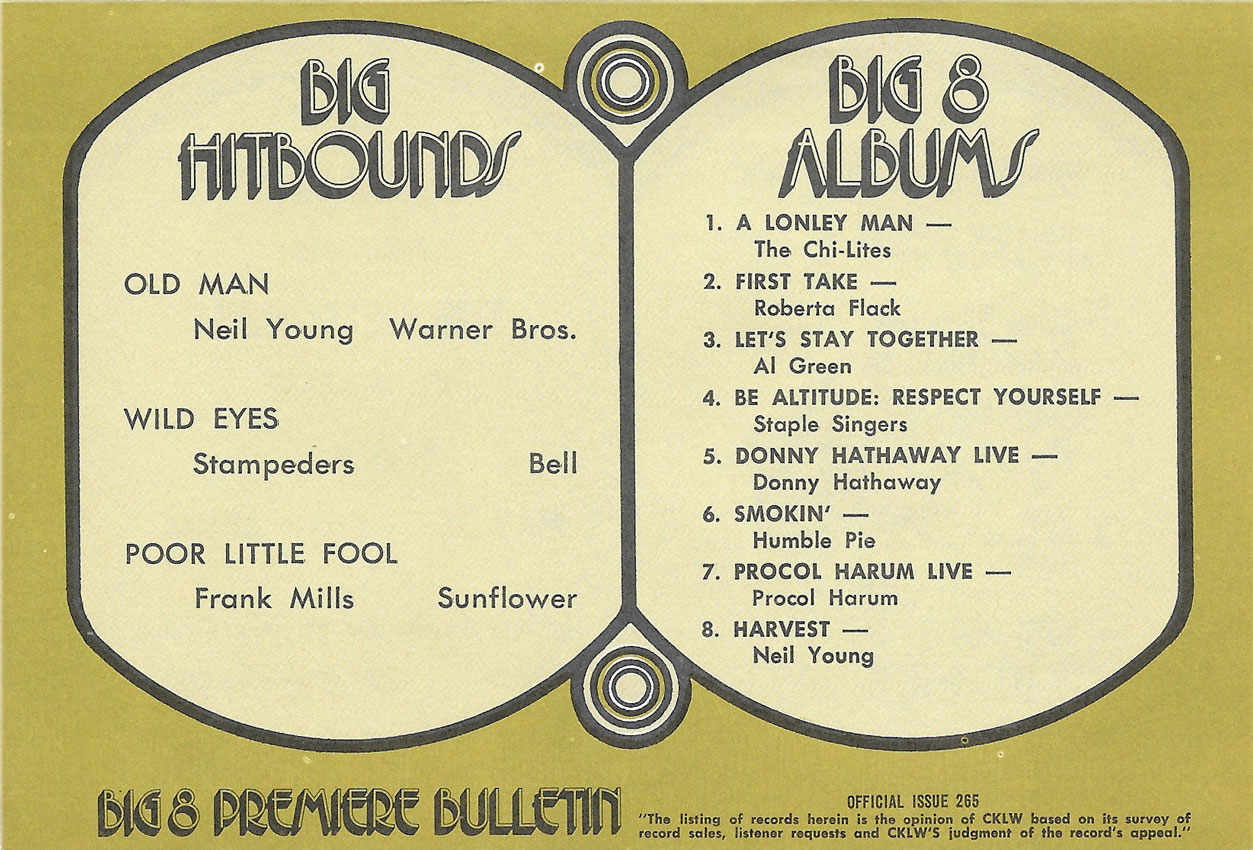 BIG
HITBOUNDS
OLD MAN
Neil Young Warner Bros.
WILD EYES
Stampeders Bell
POOR LITTLE FOOL
Frank Mills Sunflower
BIG 8
ALBUMS
1. A LONLEY MAN —
The Chi-Lites
2. FIRST TAKE —
Roberta Flack
3. LET'S STAY TOGETHER —
Al Green
4. BE ALTITUDE: RESPECT YOURSELF —
Staple Singers
5. DONNY HATHAWAY LIVE —
Donny Hathaway
6. SMOKIN' —
Humble Pie
7. PROCOL HARUM LIVE —
Procol Harum
8. HARVEST —
Neil Young
BIG 8 PREMIERE BULLETIN
OFFICIAL ISSUE 265
"The listing of records herein is the opinion of CKLW based on its survey of
record sales, listener requests and CKLW'S judgment of the record's appeal."